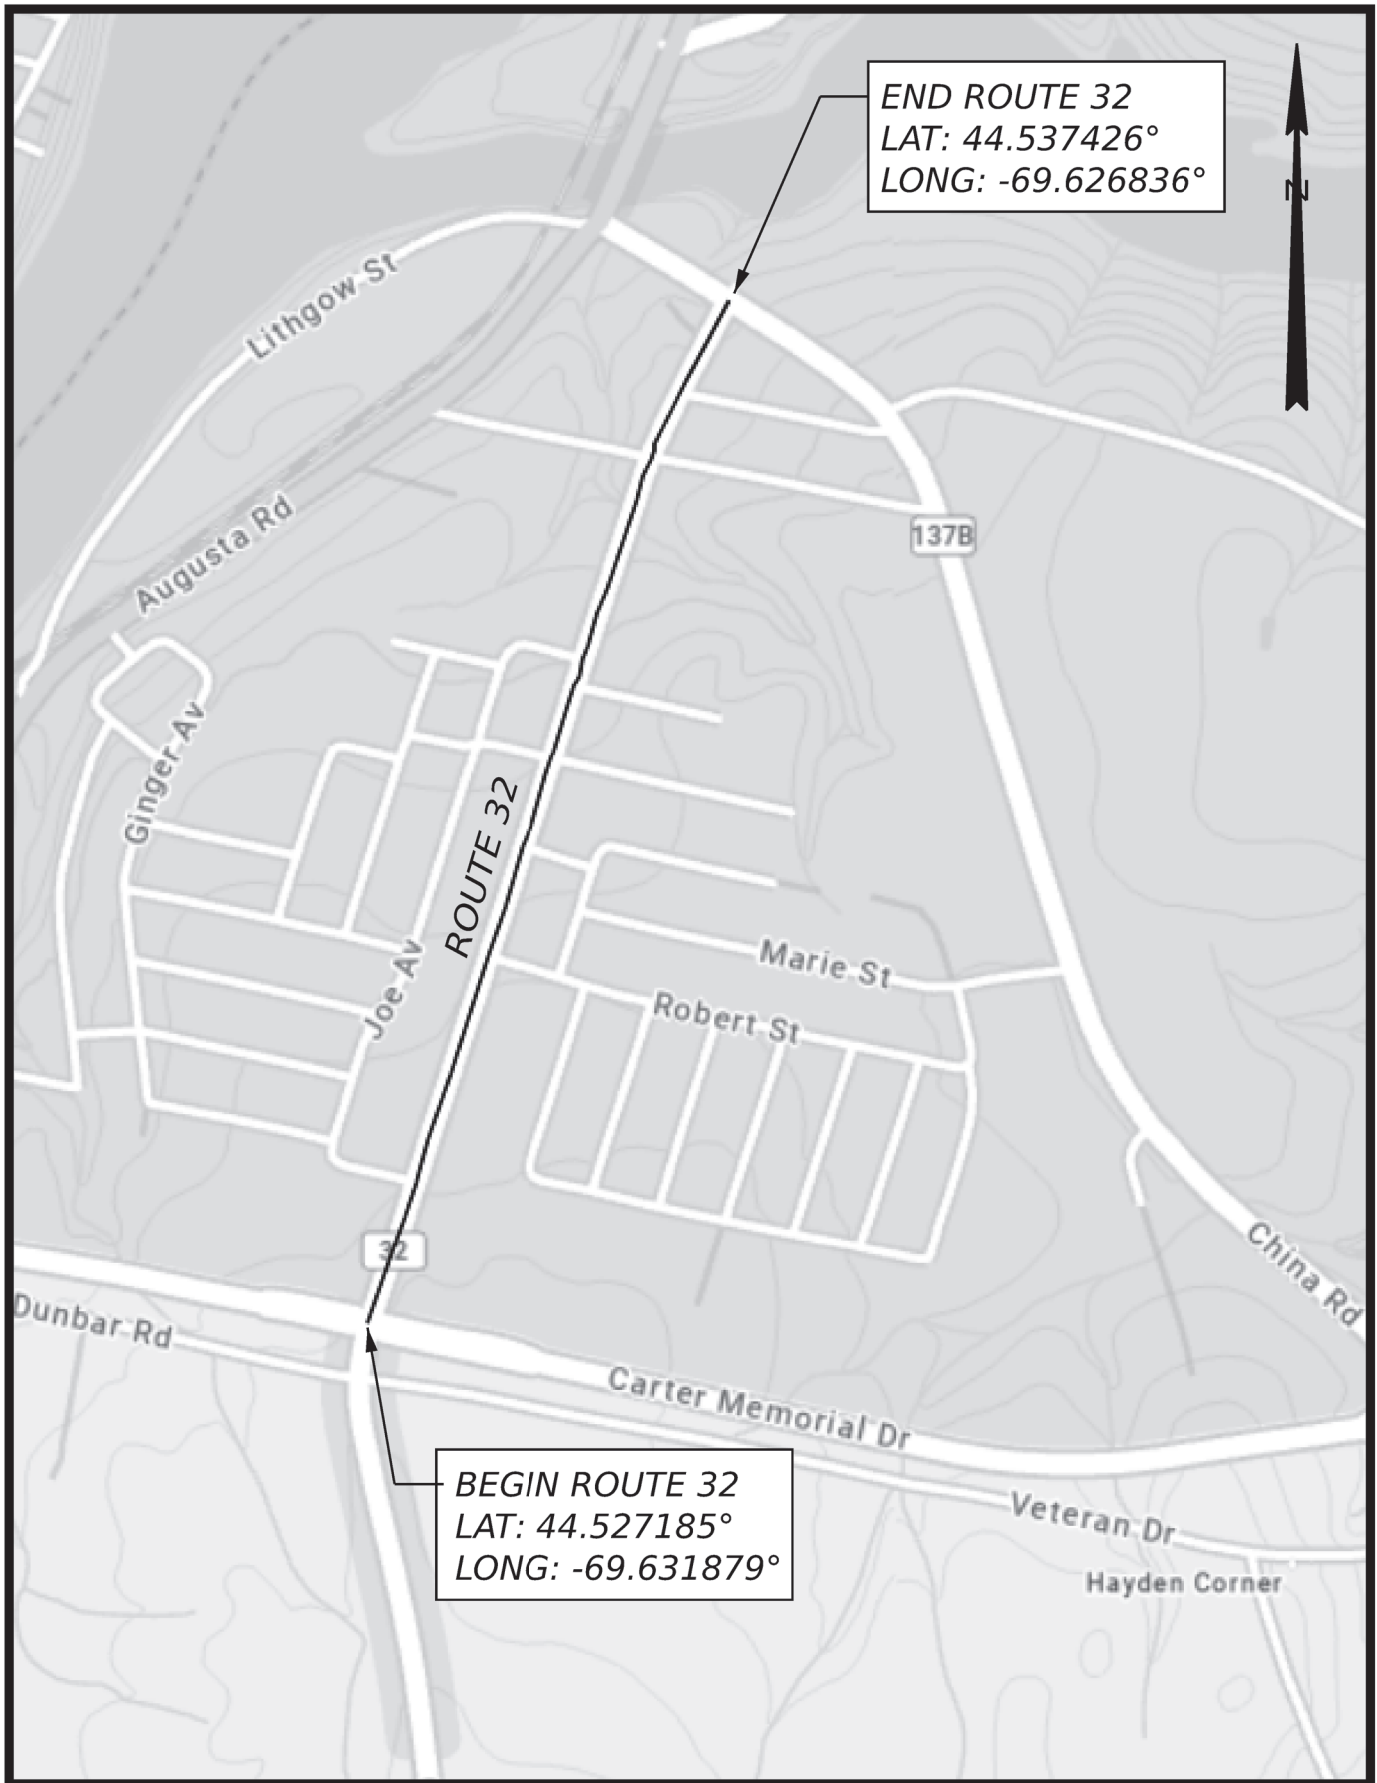 END ROUTE 32
LAT: 44.537426°
LONG: -69.626836°
N
Lithgow St
Augusta Rd
137B
Ginger Av
ROUTE 32
Joe Av
Marie St
Robert St
32
China Rd
Dunbar Rd
Carter Memorial Dr
BEGIN ROUTE 32
LAT: 44.527185°
LONG: -69.631879°
Veteran Dr
Hayden Corner